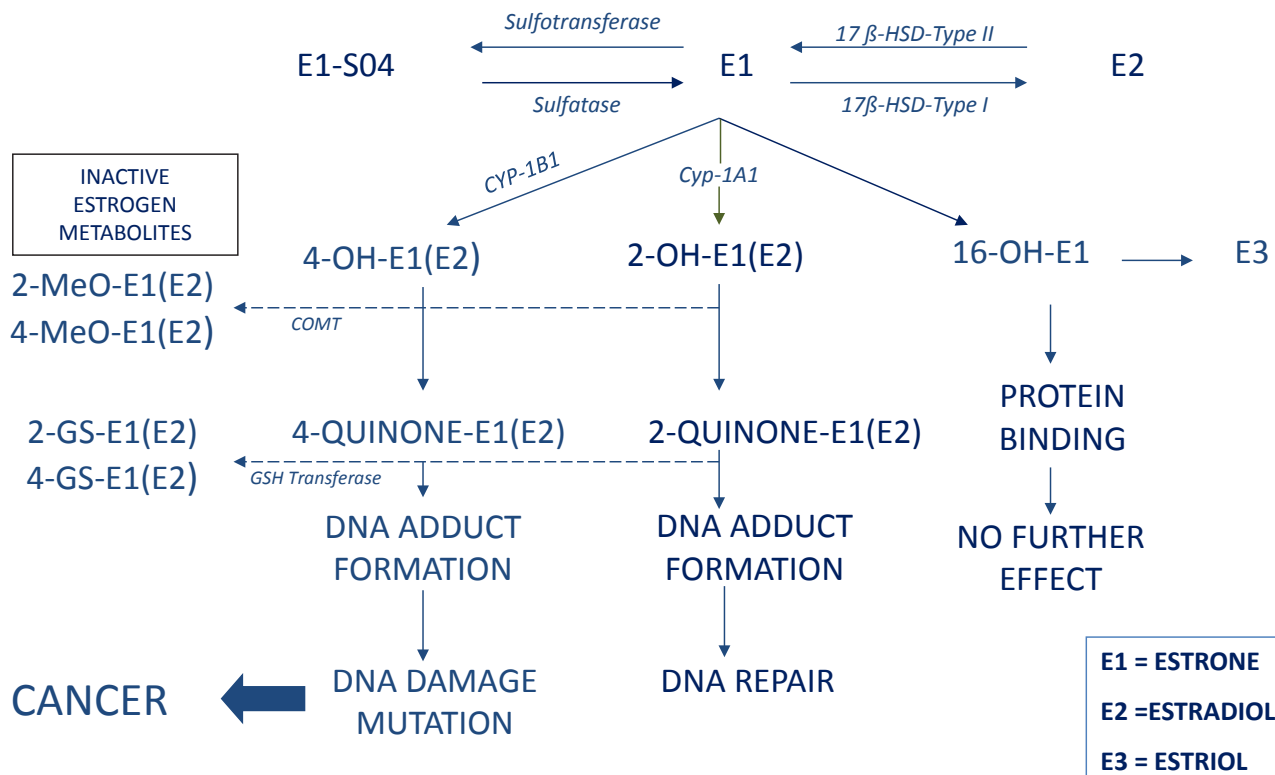 Sulfotransferase
17 ß-HSD-Type II
E1-S04
E1
E2
Sulfatase
17ß-HSD-Type I
CYP-1B1
Cyp-1A1
INACTIVE
ESTROGEN
METABOLITES
4-OH-E1(E2)
2-OH-E1(E2)
16-OH-E1
E3
2-MeO-E1(E2)
4-MeO-E1(E2)
COMT
PROTEIN
BINDING
2-GS-E1(E2)
4-GS-E1(E2)
4-QUINONE-E1(E2)
2-QUINONE-E1(E2)
GSH Transferase
DNA ADDUCT
FORMATION
DNA ADDUCT
FORMATION
NO FURTHER
EFFECT
CANCER
DNA DAMAGE
MUTATION
DNA REPAIR
E1 = ESTRONE
E2 =ESTRADIOL
E3 = ESTRIOL